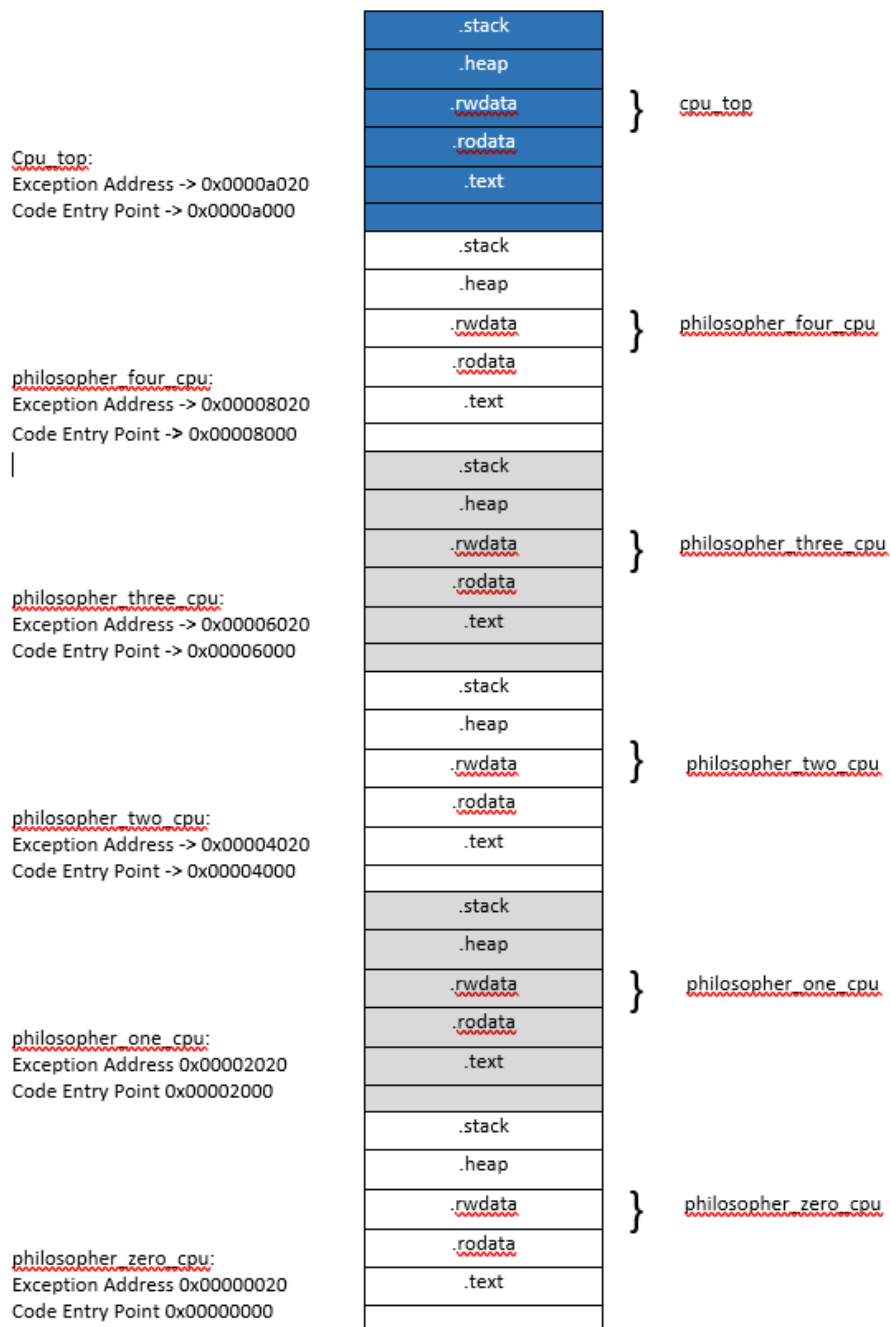 .stack
.heap
.rwdata } cpu_top
.rodata
Cpu_top:
Exception Address -> 0x0000a020 .text
Code Entry Point -> 0x0000a000
.stack
.heap
.rwdata } philosopher_four_cpu
.rodata
philosopher_four_cpu:
Exception Address -> 0x00008020 .text
Code Entry Point -> 0x00008000
.stack
.heap
.rwdata } philosopher_three_cpu
.rodata
philosopher_three_cpu:
Exception Address -> 0x00006020 .text
Code Entry Point -> 0x00006000
.stack
.heap
.rwdata } philosopher_two_cpu
.rodata
philosopher_two_cpu:
Exception Address -> 0x00004020 .text
Code Entry Point -> 0x00004000
.stack
.heap
.rwdata } philosopher_one_cpu
.rodata
philosopher_one_cpu:
Exception Address 0x00002020 .text
Code Entry Point 0x00002000
.stack
.heap
.rwdata } philosopher_zero_cpu
.rodata
philosopher_zero_cpu:
Exception Address 0x00000020 .text
Code Entry Point 0x00000000